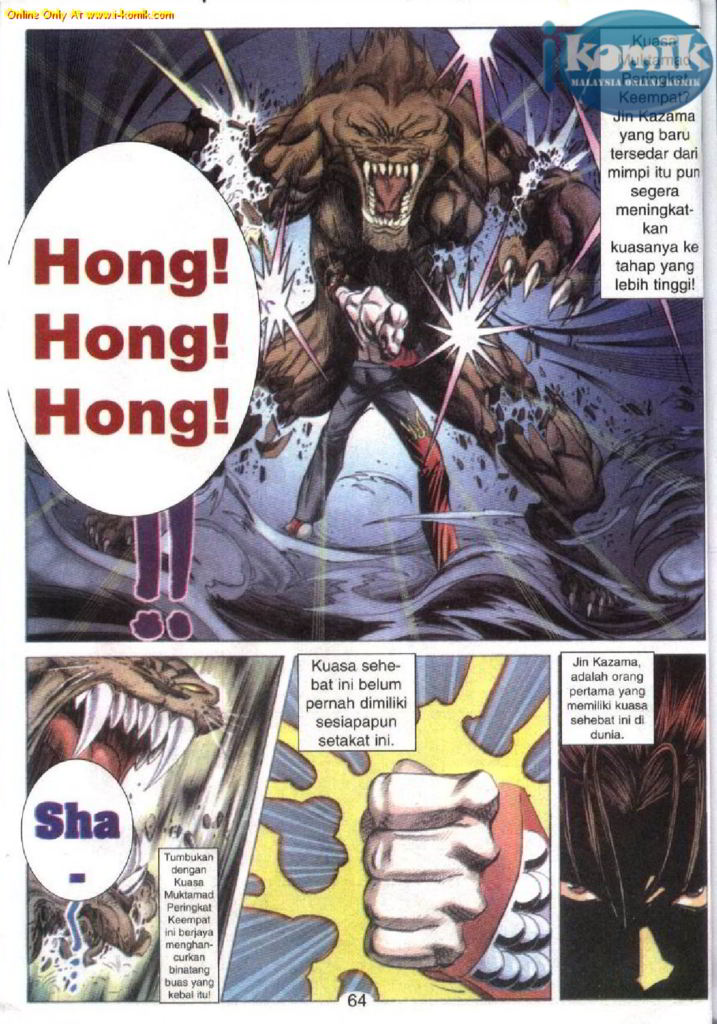 Online Only At www.i-komik.com
ikomik
MALAYSIA ONLINE KOMIK
Kuasa
Muktamad
Peringkat
Keempat?
Jin Kazama
yang baru
tersedar dari
mimpi itu pun
segera
meningkat-
kan
kuasanya ke
tahap yang
lebih tinggi!
Hong!
Hong!
Hong!
Sha
-
Tumbukan
dengan
Kuasa
Muktamad
Peringkat
Keempat
ini berjaya
menghan-
curkan
binatang
buas yang
kebal itu!
Kuasa sehe-
bat ini belum
pernah dimiliki
sesiapapun
setakat ini.
Jin Kazama,
adalah orang
pertama yang
memiliki kuasa
sehebat ini di
dunia.
64